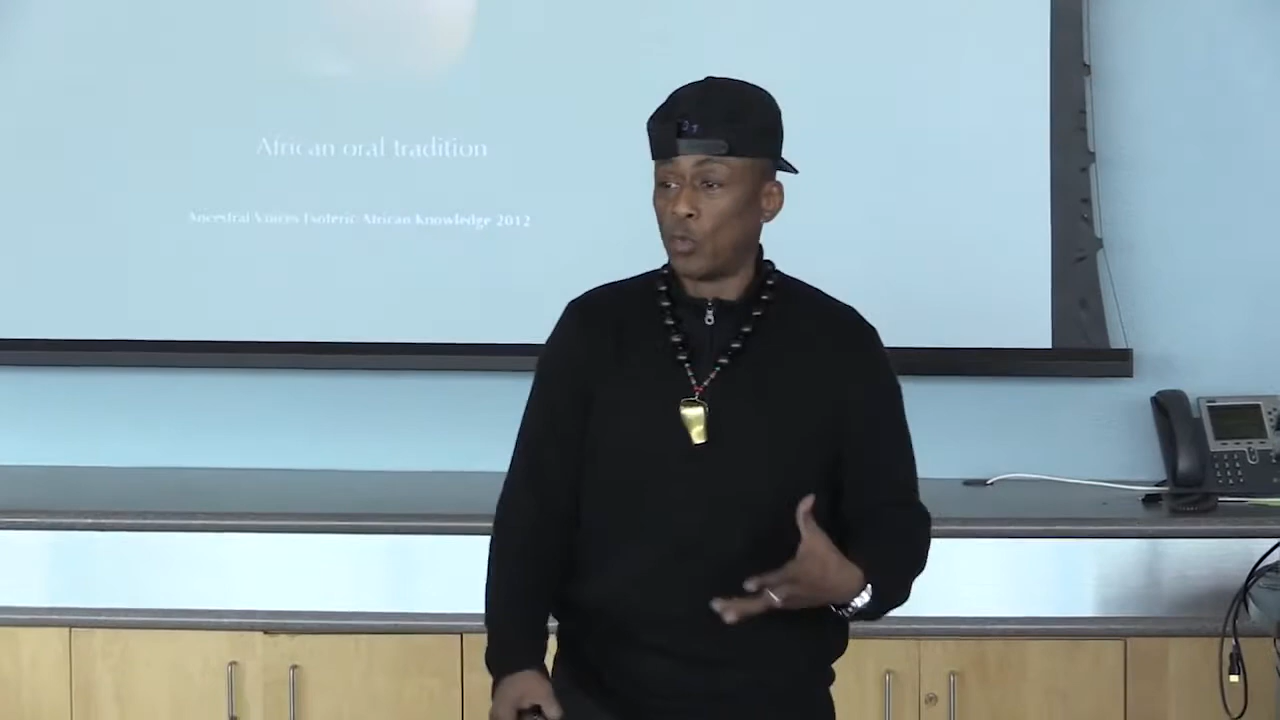 African oral tradition
Ancestral Voices Esoteric African Knowledge 2012